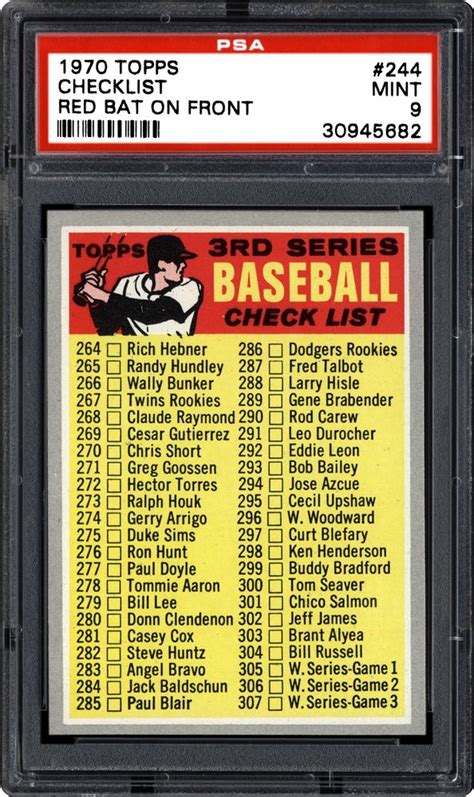 PSA
1970 TOPPS #244
CHECKLIST MINT
RED BAT ON FRONT 9
30945682
TOPPS 3RD SERIES
BASEBALL
CHECK LIST
264 Rich Hebner
265 Randy Hundley
266 Wally Bunker
267 Twins Rookies
268 Claude Raymond
269 Cesar Gutierrez
270 Chris Short
271 Greg Goossen
272 Hector Torres
273 Ralph Houk
274 Gerry Arrigo
275 Duke Sims
276 Ron Hunt
277 Paul Doyle
278 Tommie Aaron
279 Bill Lee
280 Donn Clendenon
281 Casey Cox
282 Steve Huntz
283 Angel Bravo
284 Jack Baldschun
285 Paul Blair
286 Dodgers Rookies
287 Fred Talbot
288 Larry Hisle
289 Gene Brabender
290 Rod Carew
291 Leo Durocher
292 Eddie Leon
293 Bob Bailey
294 Jose Azcue
295 Cecil Upshaw
296 W. Woodward
297 Curt Blefary
298 Ken Henderson
299 Buddy Bradford
300 Tom Seaver
301 Chico Salmon
302 Jeff James
303 Brant Alyea
304 Bill Russell
305 W. Series-Game 1
306 W. Series-Game 2
307 W. Series-Game 3